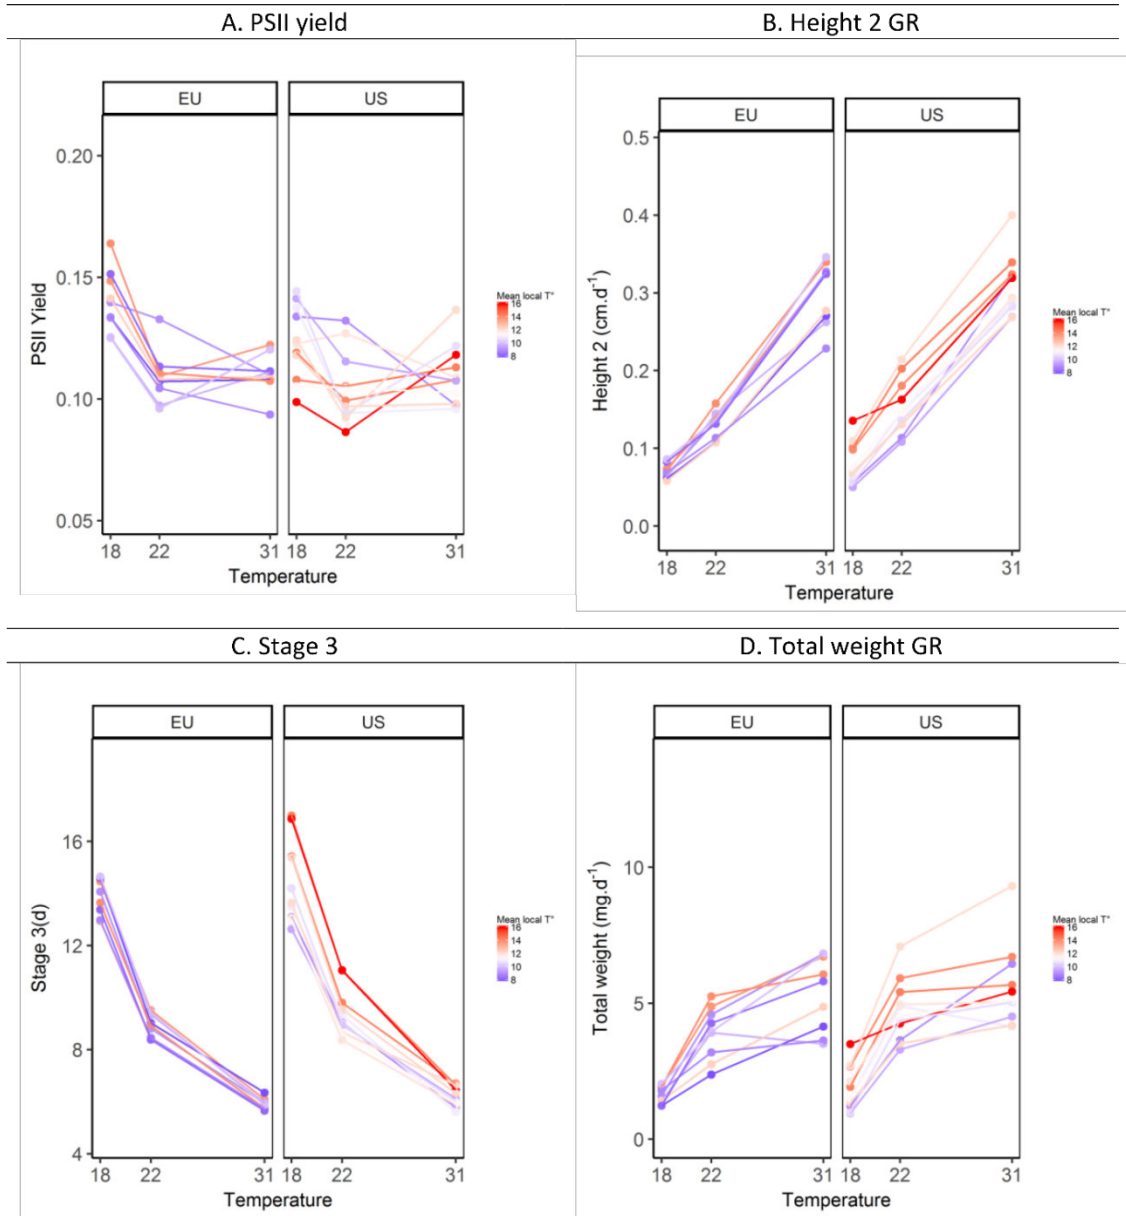 A. PSII yield
B. Height 2 GR
EU
US
0.20
0.15
0.10
0.05
PSII Yield
18 22 31 18 22 31
Temperature
Mean local T°
16
14
12
10
8
EU
US
0.5
0.4
0.3
0.2
0.1
0.0
Height 2 (cm.d⁻¹)
18 22 31 18 22 31
Temperature
Mean local T°
16
14
12
10
8
C. Stage 3
D. Total weight GR
EU
US
16
12
8
4
Stage 3(d)
18 22 31 18 22 31
Temperature
Mean local T°
16
14
12
10
8
EU
US
10
5
0
Total weight (mg.d⁻¹)
18 22 31 18 22 31
Temperature
Mean local T°
16
14
12
10
8